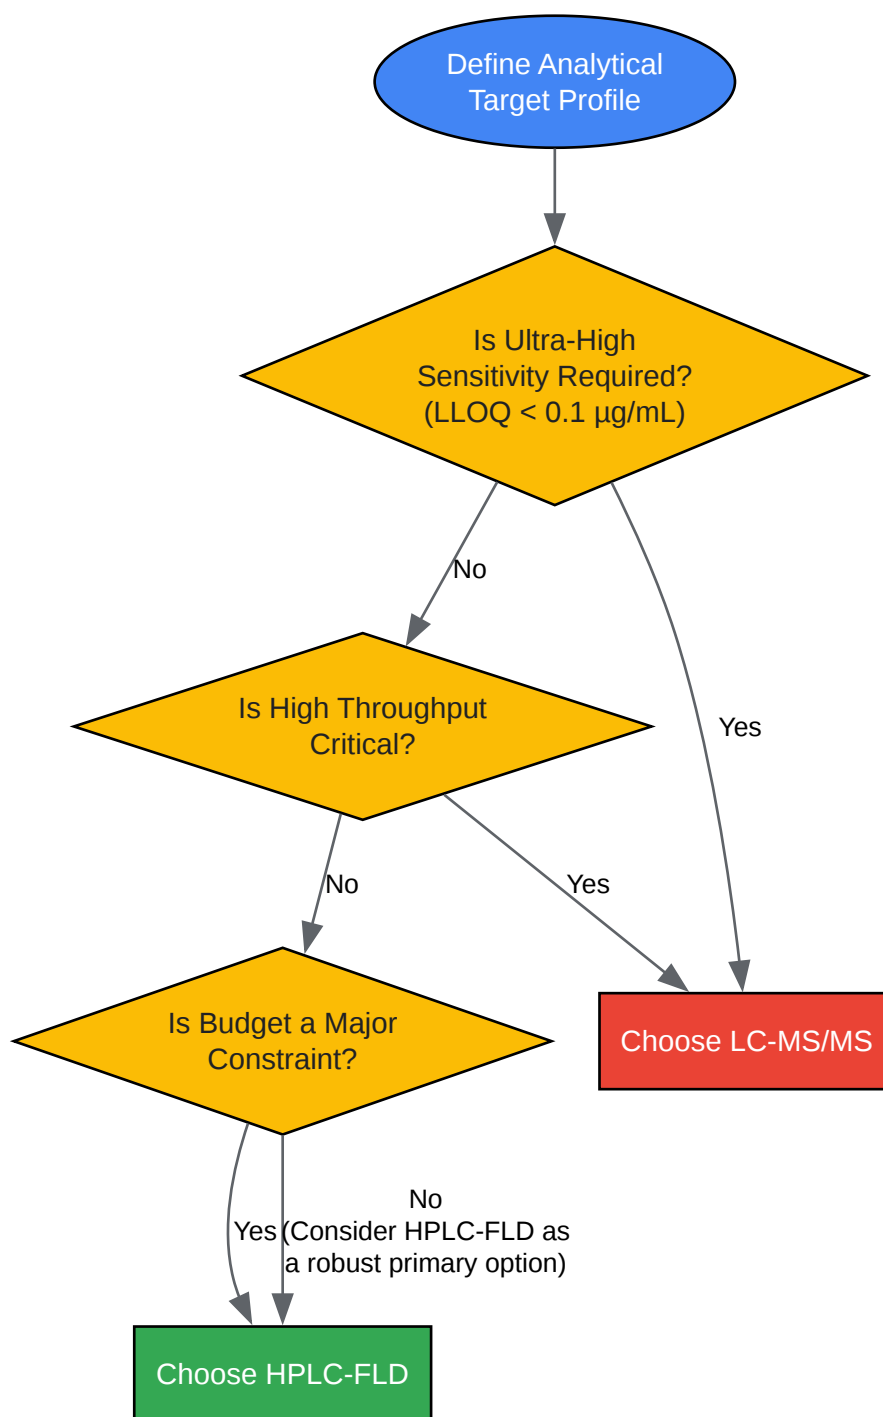 Define Analytical
Target Profile
Is Ultra-High
Sensitivity Required?
(LLOQ < 0.1 µg/mL)
No
Yes
Is High Throughput
Critical?
No
Yes
Is Budget a Major
Constraint?
Choose LC-MS/MS
Yes
No
(Consider HPLC-FLD as
a robust primary option)
Choose HPLC-FLD